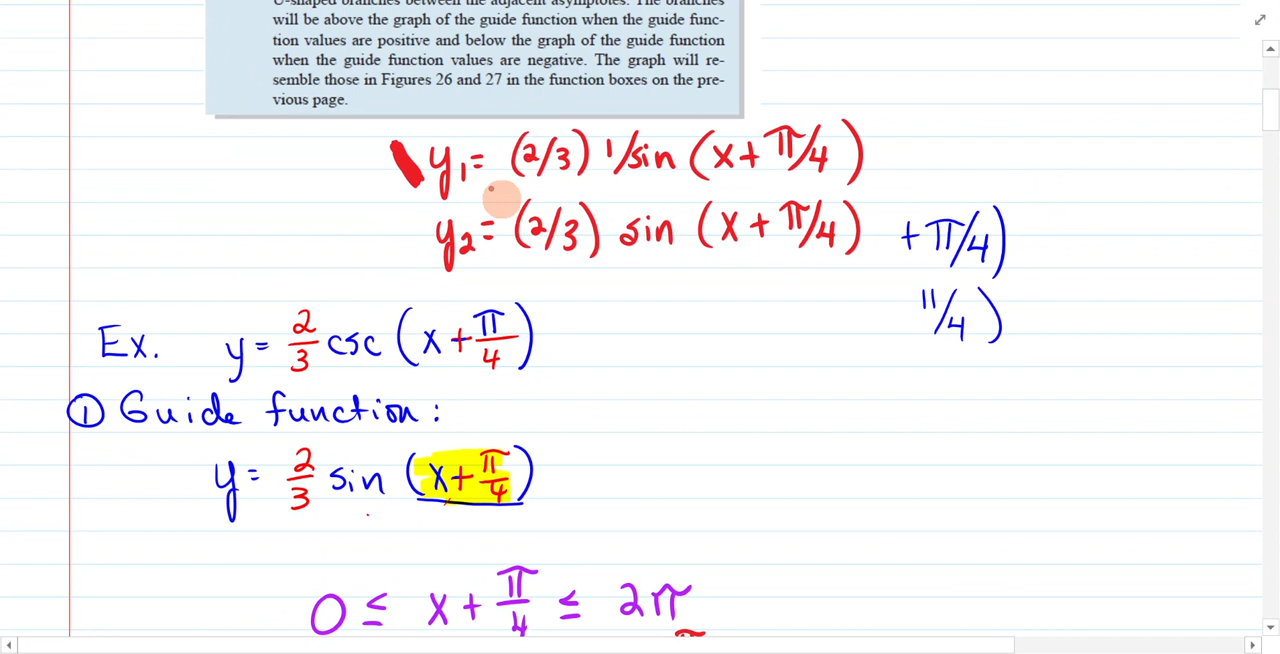 U-shaped branches between the adjacent asymptotes. The branches
will be above the graph of the guide function when the guide func-
tion values are positive and below the graph of the guide function
when the guide function values are negative. The graph will re-
semble those in Figures 26 and 27 in the function boxes on the pre-
vious page.
y₁= (2/3) 1/sin (x+π/4)
y₂= (2/3) sin (x+π/4) +π/4)
11/4)
Ex. y= 2/3 csc (x+π/4)
① Guide function:
y= 2/3 sin (x+π/4)
0 ≤ x+π/4 ≤ 2π